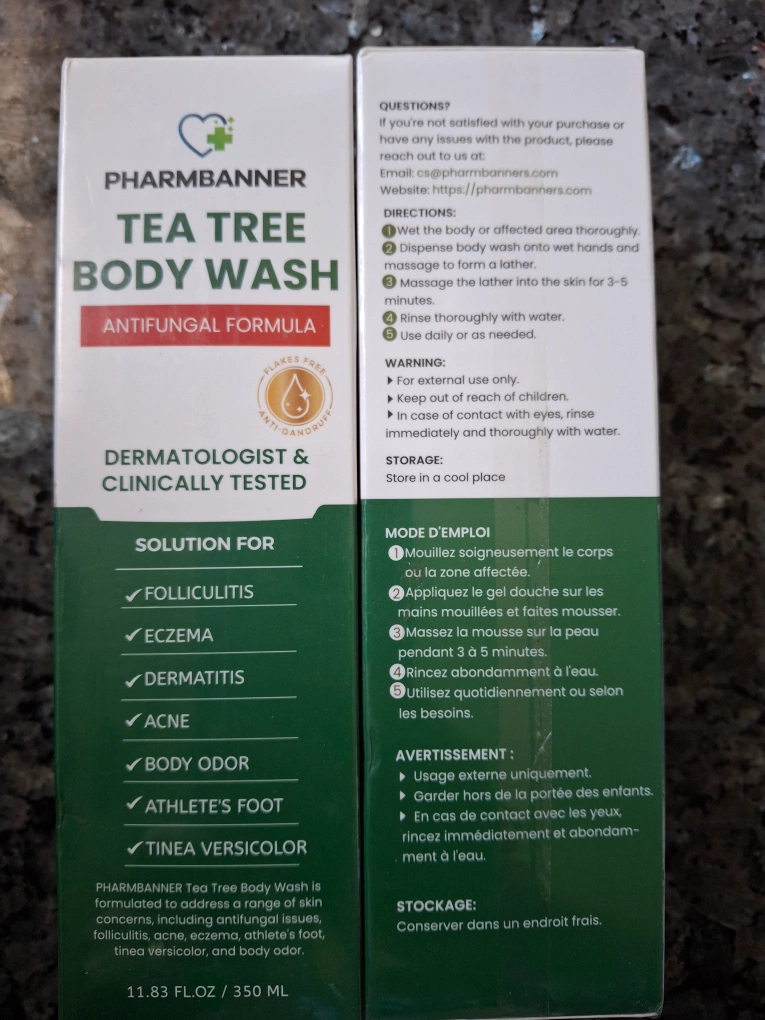 PHARMBANNER
TEA TREE
BODY WASH
ANTIFUNGAL FORMULA
FLAKES FREE
ANTI-DANDRUFF
DERMATOLOGIST &
CLINICALLY TESTED
SOLUTION FOR
✓FOLLICULITIS
✓ECZEMA
✓DERMATITIS
✓ACNE
✓BODY ODOR
✓ATHLETE'S FOOT
✓TINEA VERSICOLOR
PHARMBANNER Tea Tree Body Wash is
formulated to address a range of skin
concerns, including antifungal issues,
folliculitis, acne, eczema, athlete's foot,
tinea versicolor, and body odor.
11.83 FL.OZ / 350 ML
QUESTIONS?
If you're not satisfied with your purchase or
have any issues with the product, please
reach out to us at:
Email: cs@pharmbanners.com
Website: https://pharmbanners.com
DIRECTIONS:
1 Wet the body or affected area thoroughly.
2 Dispense body wash onto wet hands and
massage to form a lather.
3 Massage the lather into the skin for 3-5
minutes.
4 Rinse thoroughly with water.
5 Use daily or as needed.
WARNING:
For external use only.
Keep out of reach of children.
In case of contact with eyes, rinse
immediately and thoroughly with water.
STORAGE:
Store in a cool place
MODE D'EMPLOI
1 Mouillez soigneusement le corps
ou la zone affectée.
2 Appliquez le gel douche sur les
mains mouillées et faites mousser.
3 Massez la mousse sur la peau
pendant 3 à 5 minutes.
4 Rincez abondamment à l'eau.
5 Utilisez quotidiennement ou selon
les besoins.
AVERTISSEMENT :
Usage externe uniquement.
Garder hors de la portée des enfants.
En cas de contact avec les yeux,
rincez immédiatement et abondam-
ment à l'eau.
STOCKAGE:
Conserver dans un endroit frais.